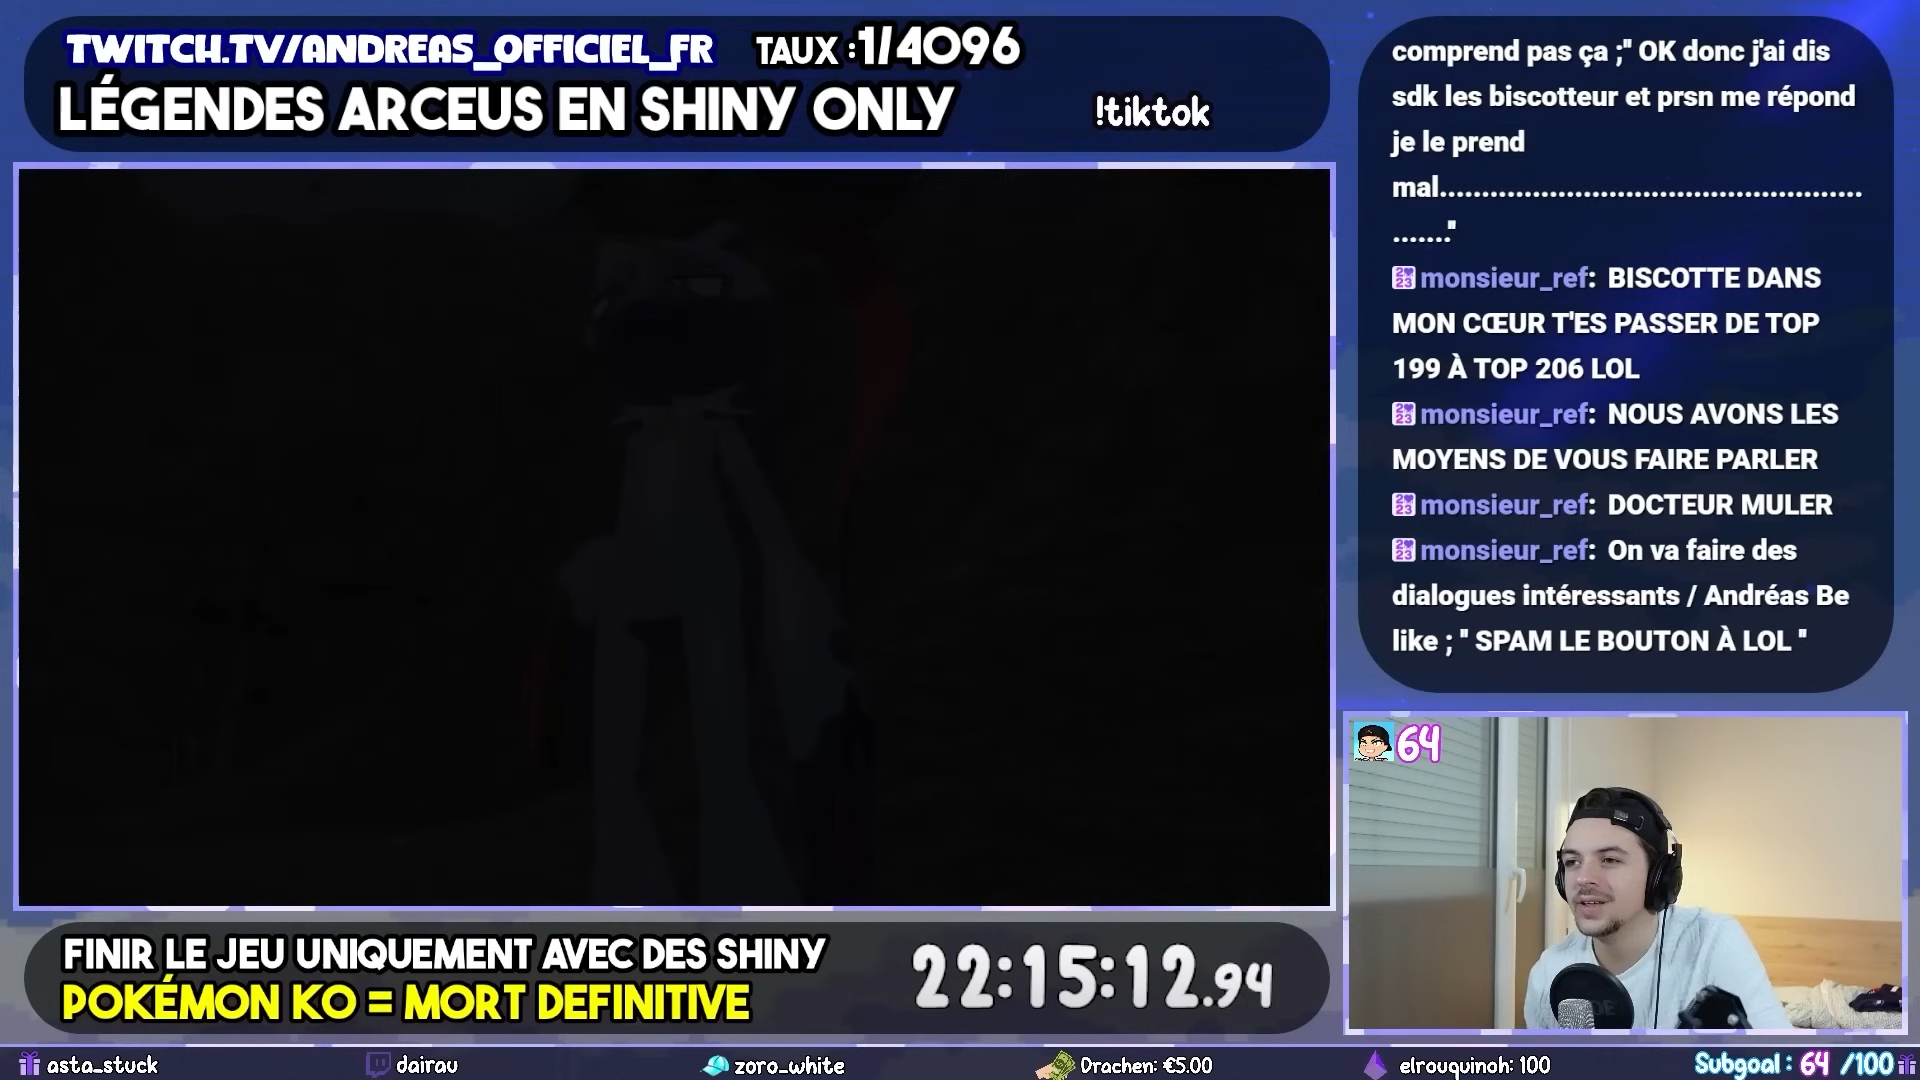 TWITCH.TV/ANDREAS_OFFICIEL_FR TAUX :1/4096
LÉGENDES ARCEUS EN SHINY ONLY !tiktok
comprend pas ça ;" OK donc j'ai dis
sdk les biscotteur et prsn me répond
je le prend
mal..................................................
......."
monsieur_ref: BISCOTTE DANS
MON CŒUR T'ES PASSER DE TOP
199 À TOP 206 LOL
monsieur_ref: NOUS AVONS LES
MOYENS DE VOUS FAIRE PARLER
monsieur_ref: DOCTEUR MULER
monsieur_ref: On va faire des
dialogues intéressants / Andréas Be
like ; " SPAM LE BOUTON À LOL "
64
FINIR LE JEU UNIQUEMENT AVEC DES SHINY
POKÉMON KO = MORT DEFINITIVE
22:15:12.94
asta_stuck dairau zoro_white Drachen: €5.00 elrouquinoh: 100 Subgoal : 64 /100